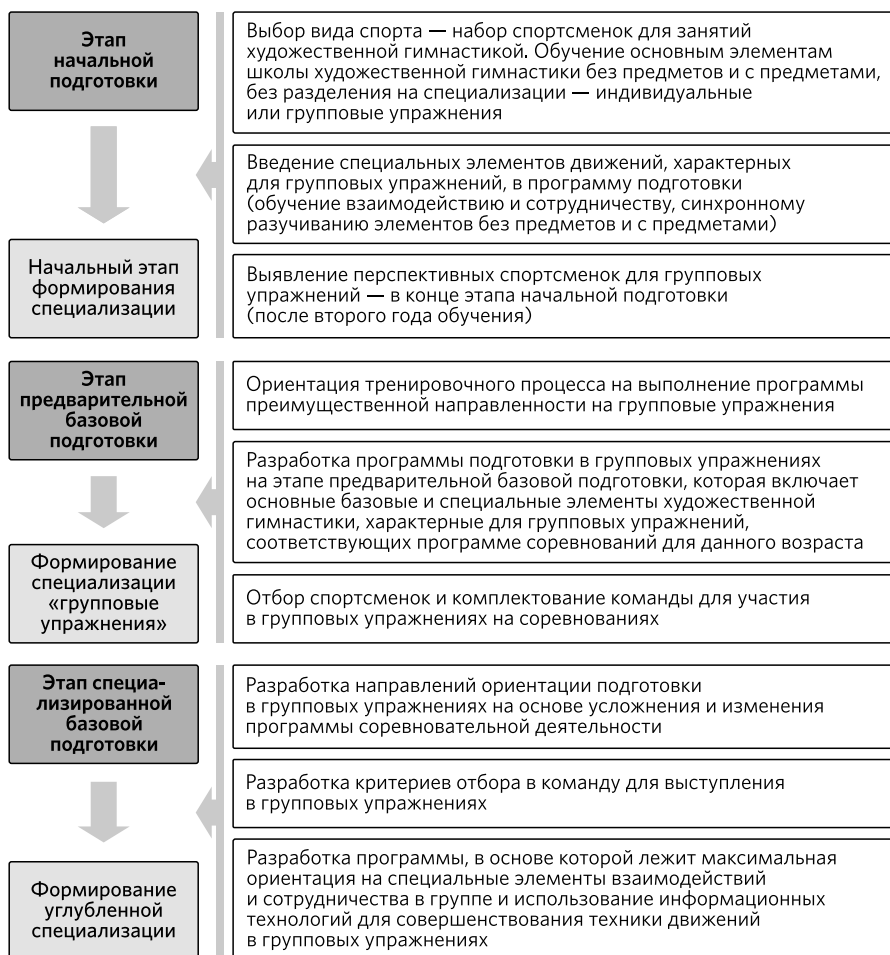 Этап
начальной
подготовки
Выбор вида спорта — набор спортсменок для занятий
художественной гимнастикой. Обучение основным элементам
школы художественной гимнастики без предметов и с предметами,
без разделения на специализации — индивидуальные
или групповые упражнения
Введение специальных элементов движений, характерных
для групповых упражнений, в программу подготовки
(обучение взаимодействию и сотрудничеству, синхронному
разучиванию элементов без предметов и с предметами)
Начальный этап
формирования
специализации
Выявление перспективных спортсменок для групповых
упражнений — в конце этапа начальной подготовки
(после второго года обучения)
Этап
предварительной
базовой
подготовки
Ориентация тренировочного процесса на выполнение программы
преимущественной направленности на групповые упражнения
Разработка программы подготовки в групповых упражнениях
на этапе предварительной базовой подготовки, которая включает
основные базовые и специальные элементы художественной
гимнастики, характерные для групповых упражнений,
соответствующих программе соревнований для данного возраста
Формирование
специализации
«групповые
упражнения»
Отбор спортсменок и комплектование команды для участия
в групповых упражнениях на соревнованиях
Этап специа-
лизированной
базовой
подготовки
Разработка направлений ориентации подготовки
в групповых упражнениях на основе усложнения и изменения
программы соревновательной деятельности
Разработка критериев отбора в команду для выступления
в групповых упражнениях
Формирование
углубленной
специализации
Разработка программы, в основе которой лежит максимальная
ориентация на специальные элементы взаимодействий
и сотрудничества в группе и использование информационных
технологий для совершенствования техники движений
в групповых упражнениях